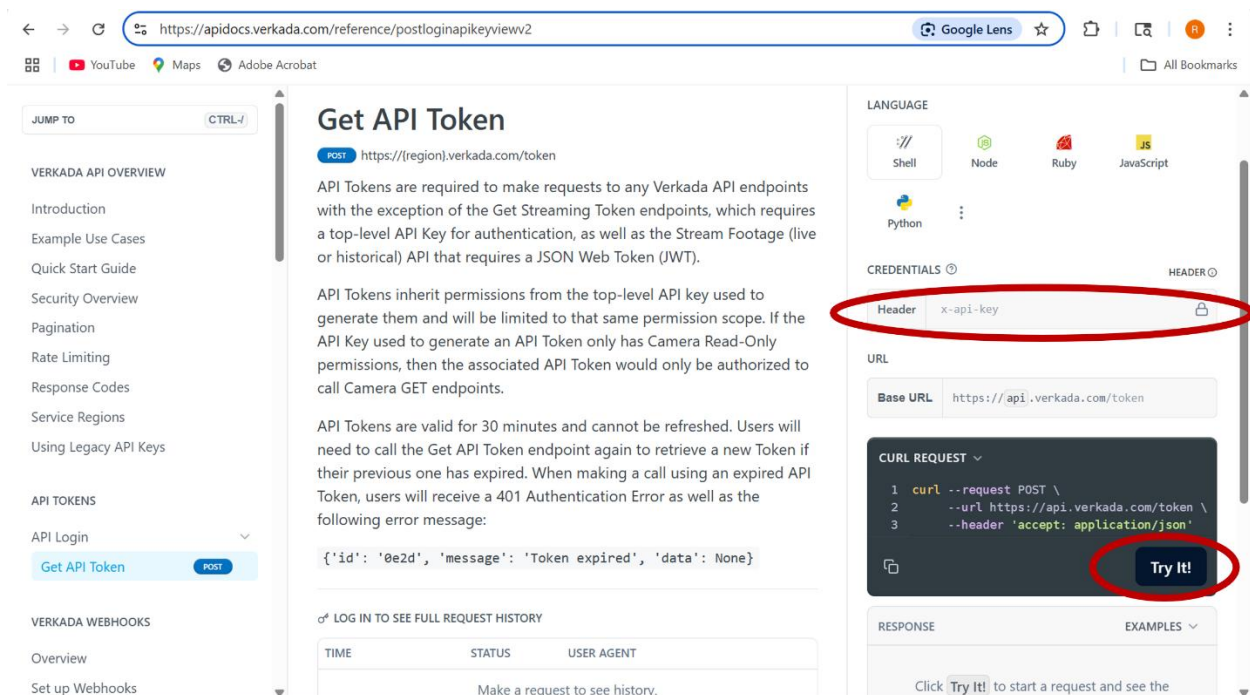 https://apidocs.verkada.com/reference/postloginapikeyviewv2
Google Lens
R
YouTube
Maps
Adobe Acrobat
All Bookmarks
JUMP TO
CTRL-/
VERKADA API OVERVIEW
Introduction
Example Use Cases
Quick Start Guide
Security Overview
Pagination
Rate Limiting
Response Codes
Service Regions
Using Legacy API Keys
API TOKENS
API Login
Get API Token
POST
VERKADA WEBHOOKS
Overview
Set up Webhooks
Get API Token
POST https://{region}.verkada.com/token
API Tokens are required to make requests to any Verkada API endpoints
with the exception of the Get Streaming Token endpoints, which requires
a top-level API Key for authentication, as well as the Stream Footage (live
or historical) API that requires a JSON Web Token (JWT).
API Tokens inherit permissions from the top-level API key used to
generate them and will be limited to that same permission scope. If the
API Key used to generate an API Token only has Camera Read-Only
permissions, then the associated API Token would only be authorized to
call Camera GET endpoints.
API Tokens are valid for 30 minutes and cannot be refreshed. Users will
need to call the Get API Token endpoint again to retrieve a new Token if
their previous one has expired. When making a call using an expired API
Token, users will receive a 401 Authentication Error as well as the
following error message:
{'id': '0e2d', 'message': 'Token expired', 'data': None}
LOG IN TO SEE FULL REQUEST HISTORY
TIME STATUS USER AGENT
Make a request to see history.
LANGUAGE
Shell
JS
Node
Ruby
JS
JavaScript
Python
CREDENTIALS
HEADER
Header x-api-key
URL
Base URL https://api.verkada.com/token
CURL REQUEST
1 curl --request POST \
2 --url https://api.verkada.com/token \
3 --header 'accept: application/json'
Try It!
RESPONSE
EXAMPLES
Click Try It! to start a request and see the